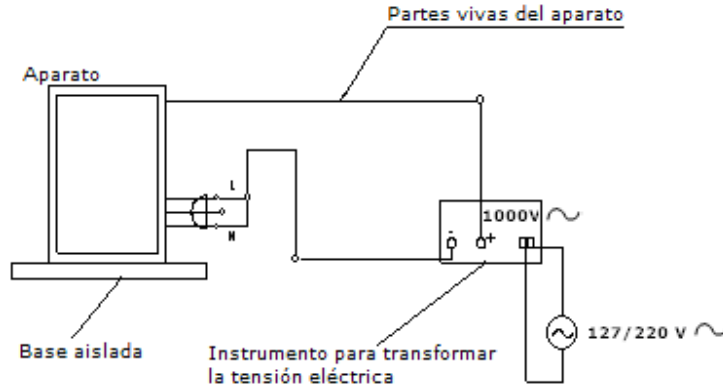 Partes vivas del aparato
Aparato
L
N
1000V
- +
127/220 V
Base aislada
Instrumento para transformar
la tensión eléctrica